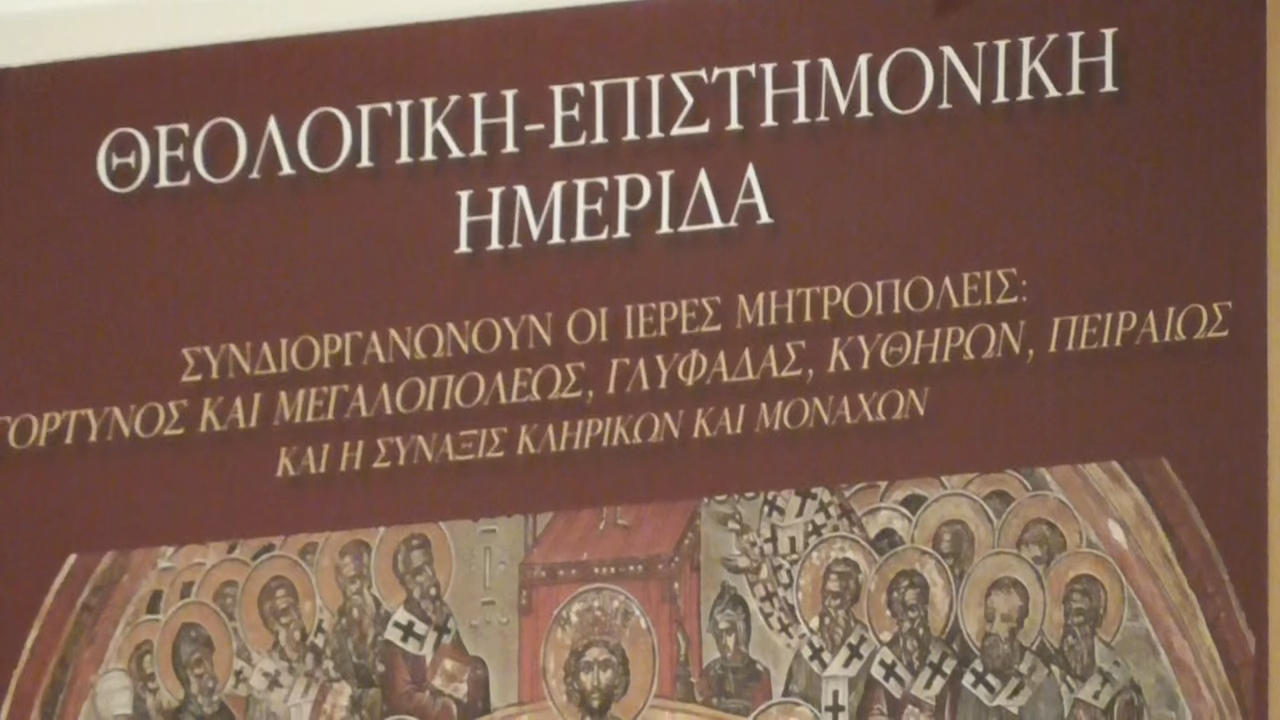 ΘΕΟΛΟΓΙΚΗ-ΕΠΙΣΤΗΜΟΝΙΚΗ
ΗΜΕΡΙΔΑ
ΣΥΝΔΙΟΡΓΑΝΩΝΟΥΝ ΟΙ ΙΕΡΕΣ ΜΗΤΡΟΠΟΛΕΙΣ:
ΓΟΡΤΥΝΟΣ ΚΑΙ ΜΕΓΑΛΟΠΟΛΕΩΣ, ΓΛΥΦΑΔΑΣ, ΚΥΘΗΡΩΝ, ΠΕΙΡΑΙΩΣ
ΚΑΙ Η ΣΥΝΑΞΙΣ ΚΛΗΡΙΚΩΝ ΚΑΙ ΜΟΝΑΧΩΝ